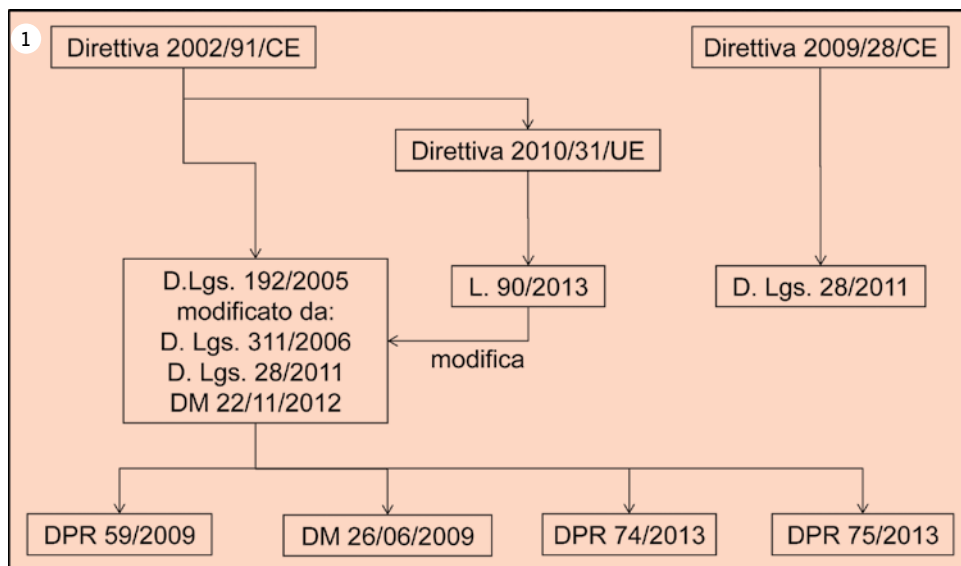 1
Direttiva 2002/91/CE
Direttiva 2009/28/CE
Direttiva 2010/31/UE
D.Lgs. 192/2005
modificato da:
D. Lgs. 311/2006
D. Lgs. 28/2011
DM 22/11/2012
L. 90/2013
D. Lgs. 28/2011
modifica
DPR 59/2009
DM 26/06/2009
DPR 74/2013
DPR 75/2013